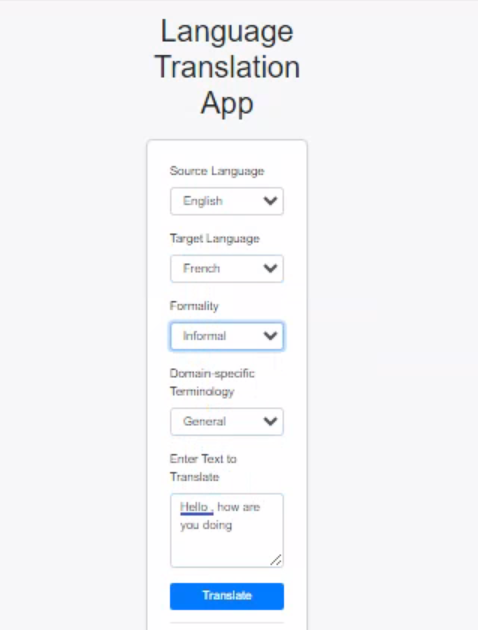 Language
Translation
App
Source Language
English
Target Language
French
Formality
Informal
Domain-specific
Terminology
General
Enter Text to
Translate
Hello , how are
you doing
Translate